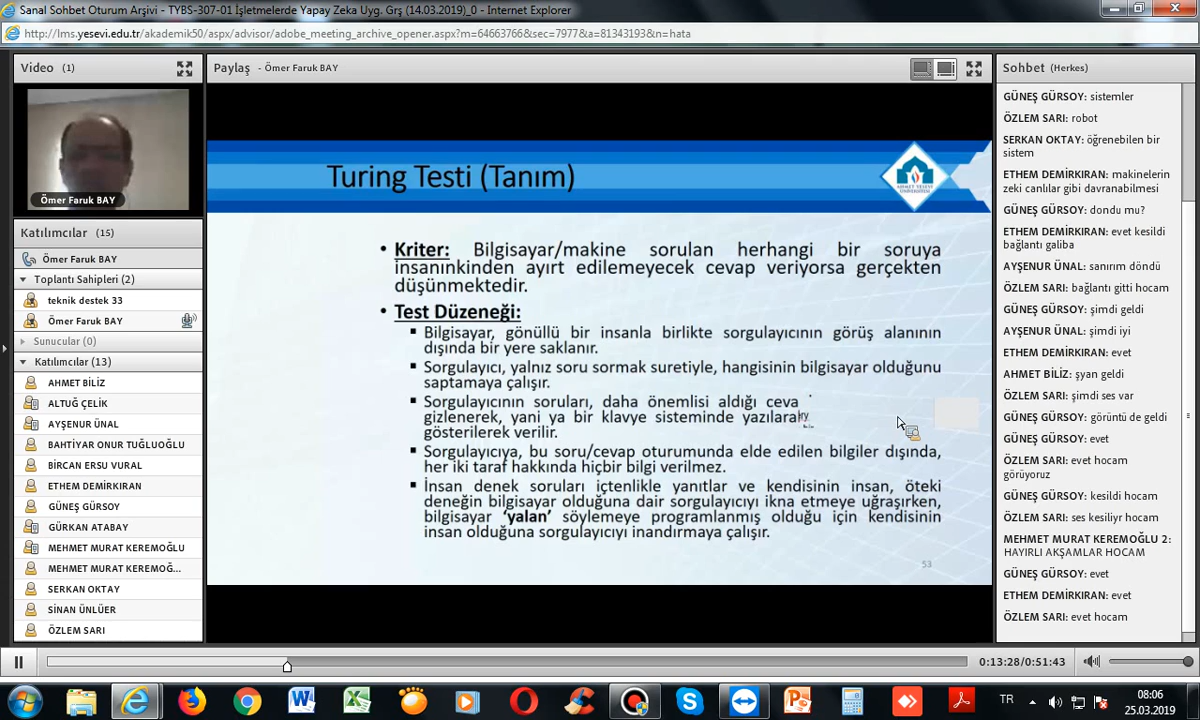 Sanal Sohbet Oturum Arşivi - TYBS-307-01 İşletmelerde Yapay Zeka Uyg. Grş (14.03.2019)_0 - Internet Explorer
http://lms.yesevi.edu.tr/akademik50/aspx/advisor/adobe_meeting_archive_opener.aspx?m=64663766&sec=7977&a=81343193&n=hata
Video (1)
Ömer Faruk BAY
Katılımcılar (15)
Ömer Faruk BAY
Toplantı Sahipleri (2)
teknik destek 33
Ömer Faruk BAY
Sunucular (0)
Katılımcılar (13)
AHMET BİLİZ
ALTUĞ ÇELİK
AYŞENUR ÜNAL
BAHTİYAR ONUR TUĞLUOĞLU
BİRCAN ERSU VURAL
ETHEM DEMİRKIRAN
GÜNEŞ GÜRSOY
GÜRKAN ATABAY
MEHMET MURAT KEREMOĞLU
MEHMET MURAT KEREMOĞ...
SERKAN OKTAY
SİNAN ÜNLÜER
ÖZLEM SARI
Paylaş - Ömer Faruk BAY
Turing Testi (Tanım)
AHMET YESEVİ
ÜNİVERSİTESİ
• Kriter: Bilgisayar/makine sorulan herhangi bir soruya
insanınkinden ayırt edilemeyecek cevap veriyorsa gerçekten
düşünmektedir.
• Test Düzeneği:
▪ Bilgisayar, gönüllü bir insanla birlikte sorgulayıcının görüş alanının
dışında bir yere saklanır.
▪ Sorgulayıcı, yalnız soru sormak suretiyle, hangisinin bilgisayar olduğunu
saptamaya çalışır.
▪ Sorgulayıcının soruları, daha önemlisi aldığı ceva
gizlenerek, yani ya bir klavye sisteminde yazılaral
gösterilerek verilir.
▪ Sorgulayıcıya, bu soru/cevap oturumunda elde edilen bilgiler dışında,
her iki taraf hakkında hiçbir bilgi verilmez.
▪ İnsan denek soruları içtenlikle yanıtlar ve kendisinin insan, öteki
deneğin bilgisayar olduğuna dair sorgulayıcıyı ikna etmeye uğraşırken,
bilgisayar ‘yalan’ söylemeye programlanmış olduğu için kendisinin
insan olduğuna sorgulayıcıyı inandırmaya çalışır.
53
Sohbet (Herkes)
GÜNEŞ GÜRSOY: sistemler
ÖZLEM SARI: robot
SERKAN OKTAY: öğrenebilen bir
sistem
ETHEM DEMİRKIRAN: makinelerin
zeki canlılar gibi davranabilmesi
GÜNEŞ GÜRSOY: dondu mu?
ETHEM DEMİRKIRAN: evet kesildi
bağlantı galiba
AYŞENUR ÜNAL: sanırım döndü
ÖZLEM SARI: bağlantı gitti hocam
GÜNEŞ GÜRSOY: şimdi geldi
AYŞENUR ÜNAL: şimdi iyi
ETHEM DEMİRKIRAN: evet
AHMET BİLİZ: şyan geldi
ÖZLEM SARI: şimdi ses var
GÜNEŞ GÜRSOY: görüntü de geldi
GÜNEŞ GÜRSOY: evet
ÖZLEM SARI: evet hocam
görüyoruz
GÜNEŞ GÜRSOY: kesildi hocam
ÖZLEM SARI: ses kesiliyr hocam
MEHMET MURAT KEREMOĞLU 2:
HAYIRLI AKŞAMLAR HOCAM
GÜNEŞ GÜRSOY: evet
ETHEM DEMİRKIRAN: evet
ÖZLEM SARI: evet hocam
0:13:28/0:51:43
TR
08:06
25.03.2019